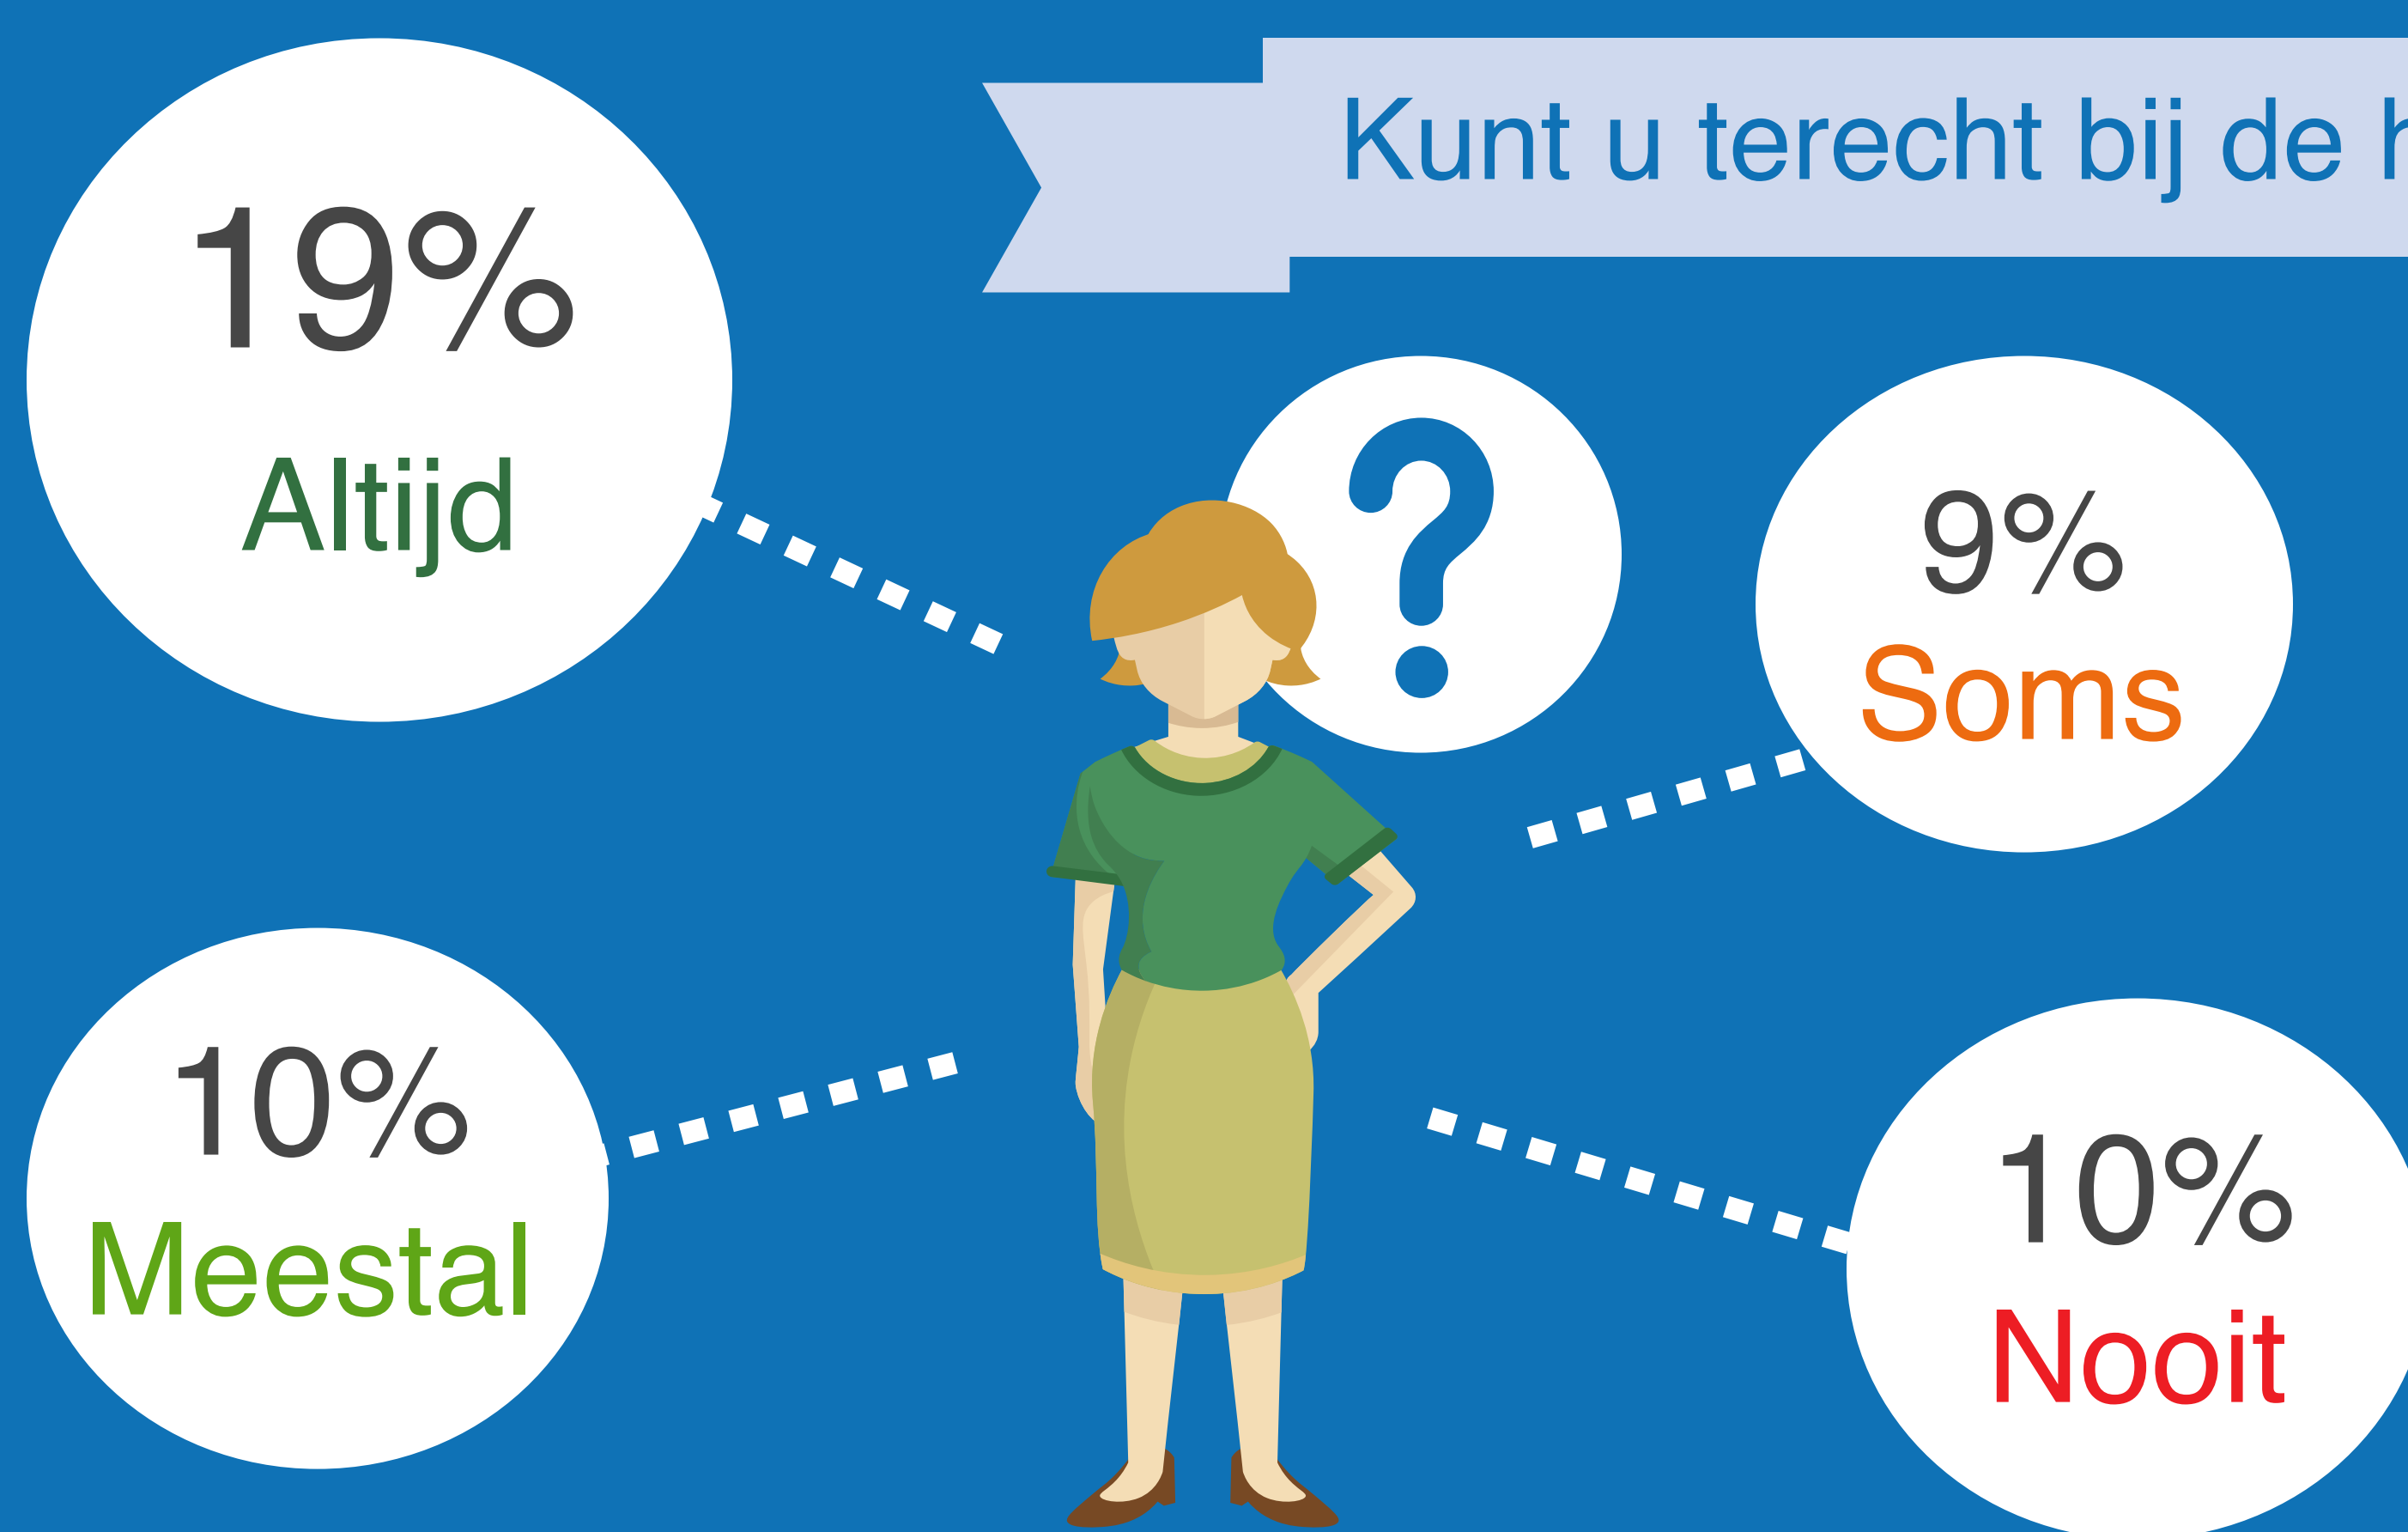 Kunt u terecht bij de
19%
Altijd
9%
Soms
10%
Meestal
10%
Nooit